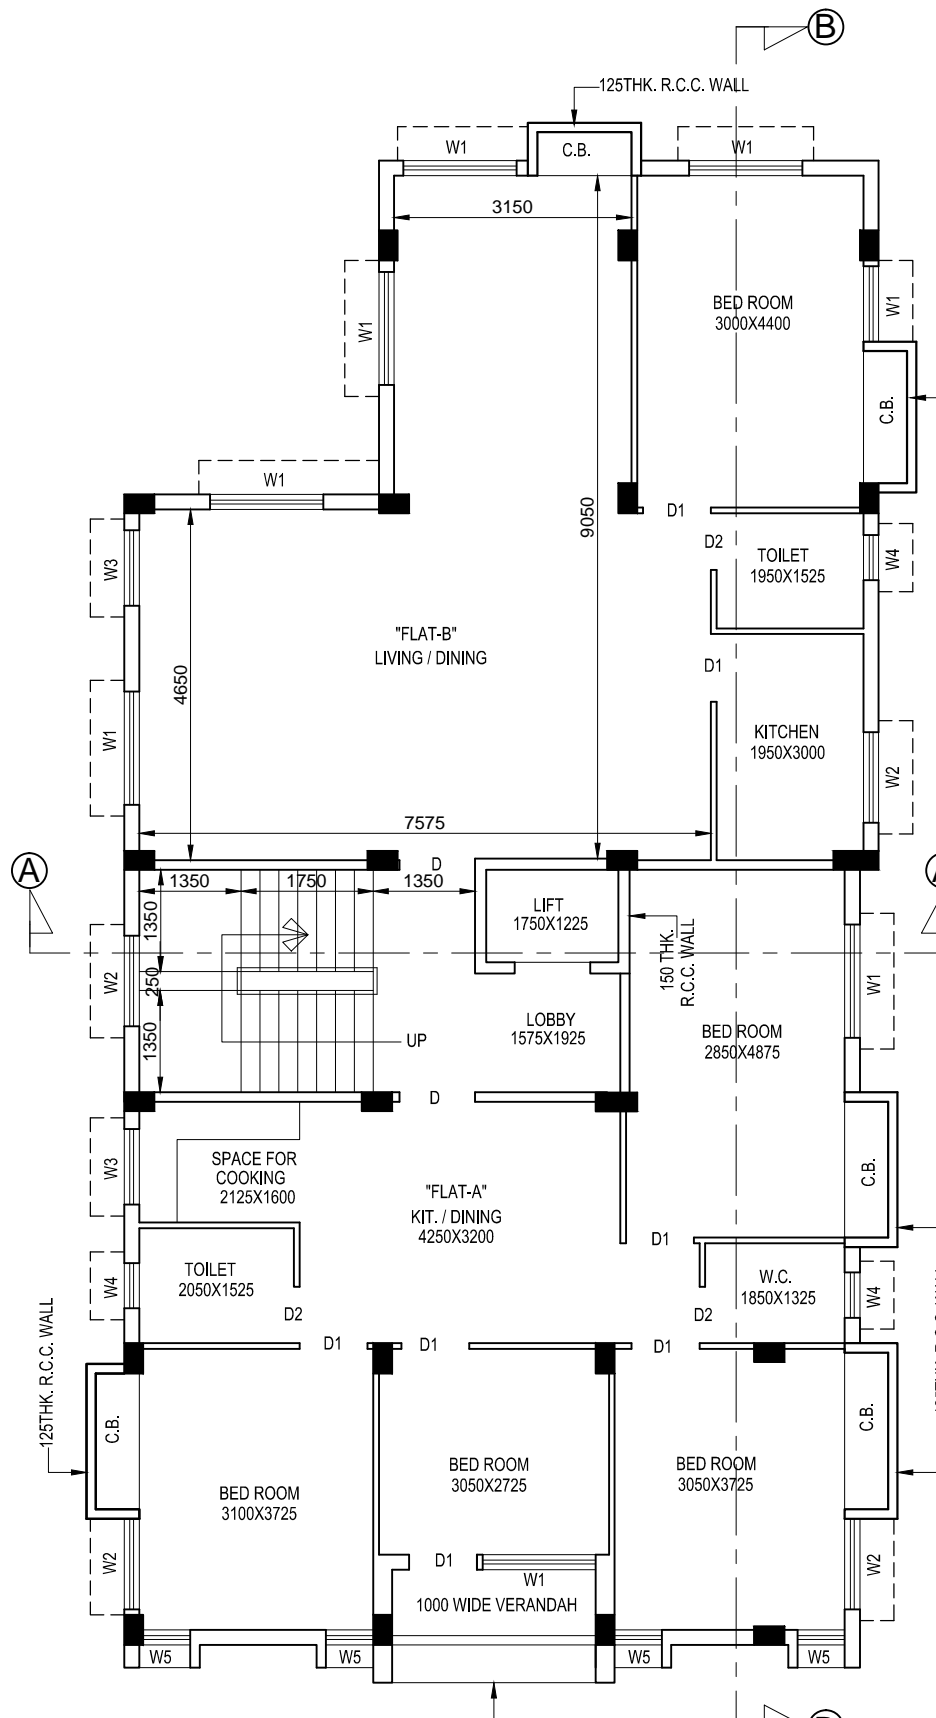 B
125THK. R.C.C. WALL
W1
C.B.
W1
3150
BED ROOM
3000X4400
W1
W1
C.B.
W1
9050
D1
D2
TOILET
1950X1525
W4
W3
"FLAT-B"
LIVING / DINING
D1
4650
W1
KITCHEN
1950X3000
W2
7575
D
A
1350
1750
1350
1350
LIFT
1750X1225
150 THK.
R.C.C. WALL
W2
250
W1
1350
UP
LOBBY
1575X1925
BED ROOM
2850X4875
D
W3
SPACE FOR
COOKING
2125X1600
"FLAT-A"
KIT. / DINING
4250X3200
C.B.
D1
TOILET
2050X1525
W.C.
1850X1325
W4
W4
D2
D2
D1
D1
D1
125THK. R.C.C. WALL
C.B.
C.B.
BED ROOM
3100X3725
BED ROOM
3050X2725
BED ROOM
3050X3725
W2
D1
W1
W2
1000 WIDE VERANDAH
W5
W5
W5
W5